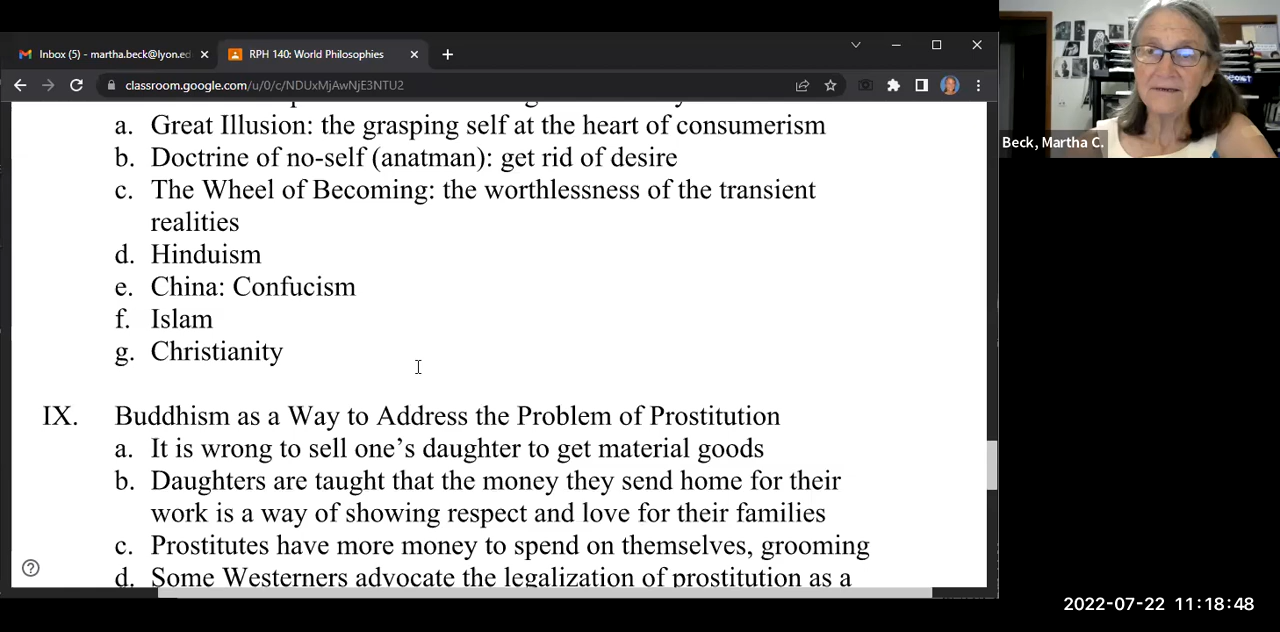 Inbox (5) - martha.beck@lyon.ed
RPH 140: World Philosophies
classroom.google.com/u/0/c/NDUxMjAwNjE3NTU2
Beck, Martha C.
a. Great Illusion: the grasping self at the heart of consumerism
b. Doctrine of no-self (anatman): get rid of desire
c. The Wheel of Becoming: the worthlessness of the transient
realities
d. Hinduism
e. China: Confucism
f. Islam
g. Christianity
IX. Buddhism as a Way to Address the Problem of Prostitution
a. It is wrong to sell one’s daughter to get material goods
b. Daughters are taught that the money they send home for their
work is a way of showing respect and love for their families
c. Prostitutes have more money to spend on themselves, grooming
d. Some Westerners advocate the legalization of prostitution as a
2022-07-22 11:18:48